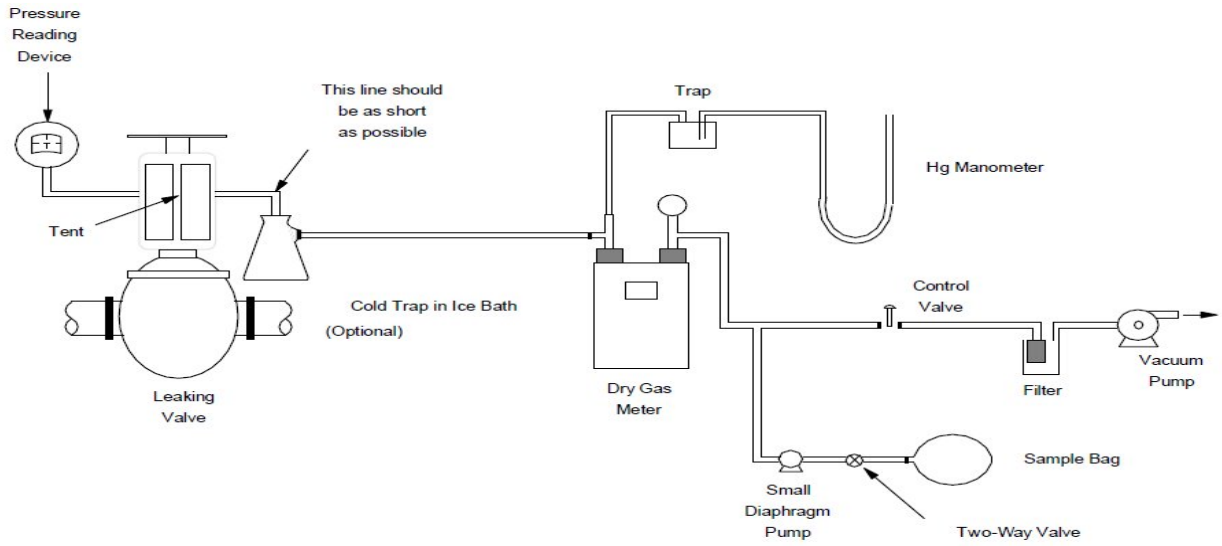 Pressure
Reading
Device
This line should
be as short
as possible
Trap
Hg Manometer
Tent
Control
Valve
Cold Trap in Ice Bath
(Optional)
Vacuum
Pump
Leaking
Valve
Dry Gas
Meter
Filter
Sample Bag
Small
Diaphragm
Pump
Two-Way Valve